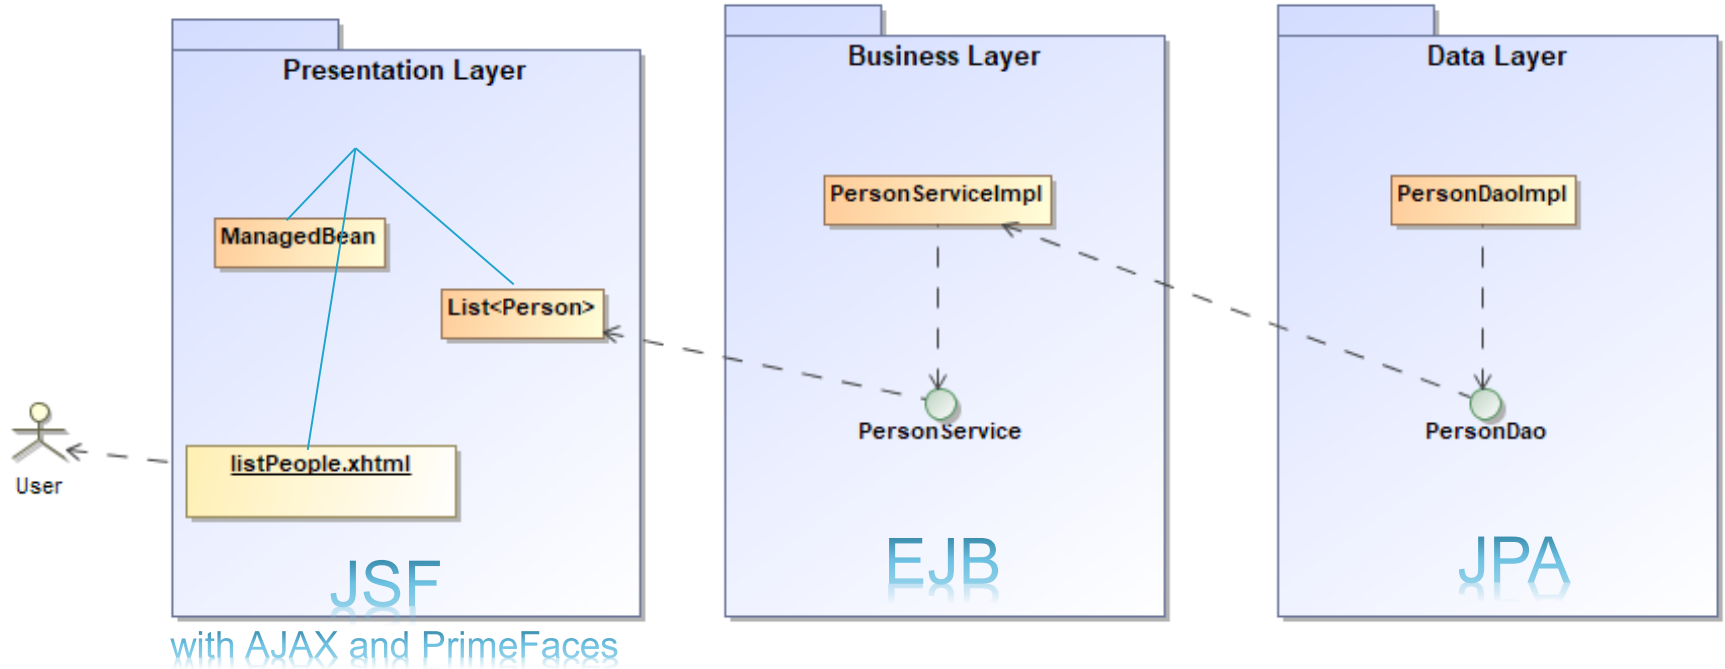 Presentation Layer
ManagedBean
List<Person>
listPeople.xhtml
User
JSF
with AJAX and PrimeFaces
Business Layer
PersonServiceImpl
PersonService
EJB
Data Layer
PersonDaoImpl
PersonDao
JPA